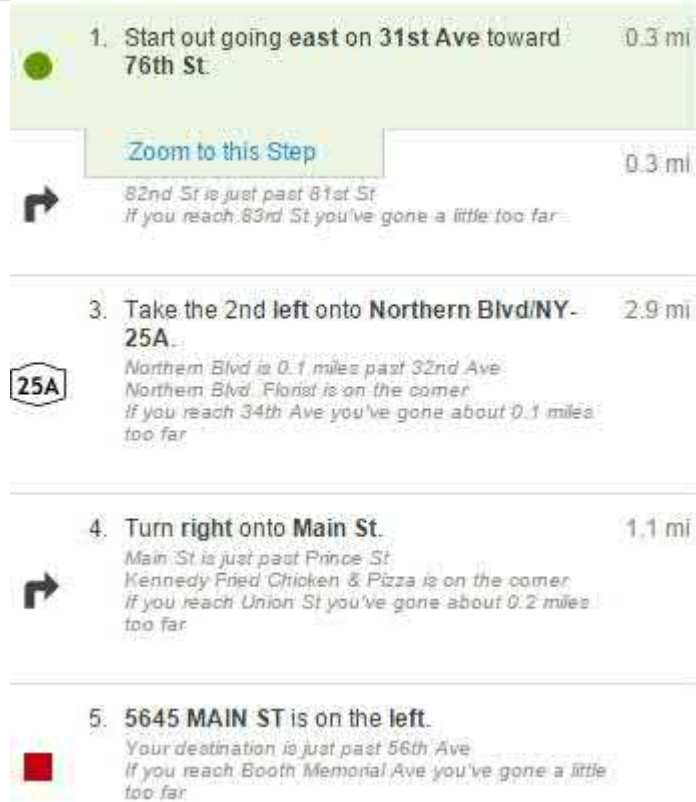 1. Start out going east on 31st Ave toward 0.3 mi
76th St.
Zoom to this Step
0.3 mi
82nd St is just past 81st St
If you reach 83rd St you've gone a little too far
3. Take the 2nd left onto Northern Blvd/NY- 2.9 mi
25A.
25A
Northern Blvd is 0.1 miles past 32nd Ave
Northern Blvd. Florist is on the corner
If you reach 34th Ave you've gone about 0.1 miles
too far
4. Turn right onto Main St. 1.1 mi
Main St is just past Prince St
Kennedy Fried Chicken & Pizza is on the corner
If you reach Union St you've gone about 0.2 miles
too far
5. 5645 MAIN ST is on the left.
Your destination is just past 56th Ave
If you reach Booth Memorial Ave you've gone a little
too far